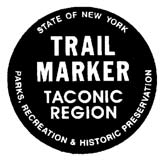 STATE OF NEW YORK
TRAIL
MARKER
TACONIC
REGION
PARKS, RECREATION & HISTORIC PRESERVATION